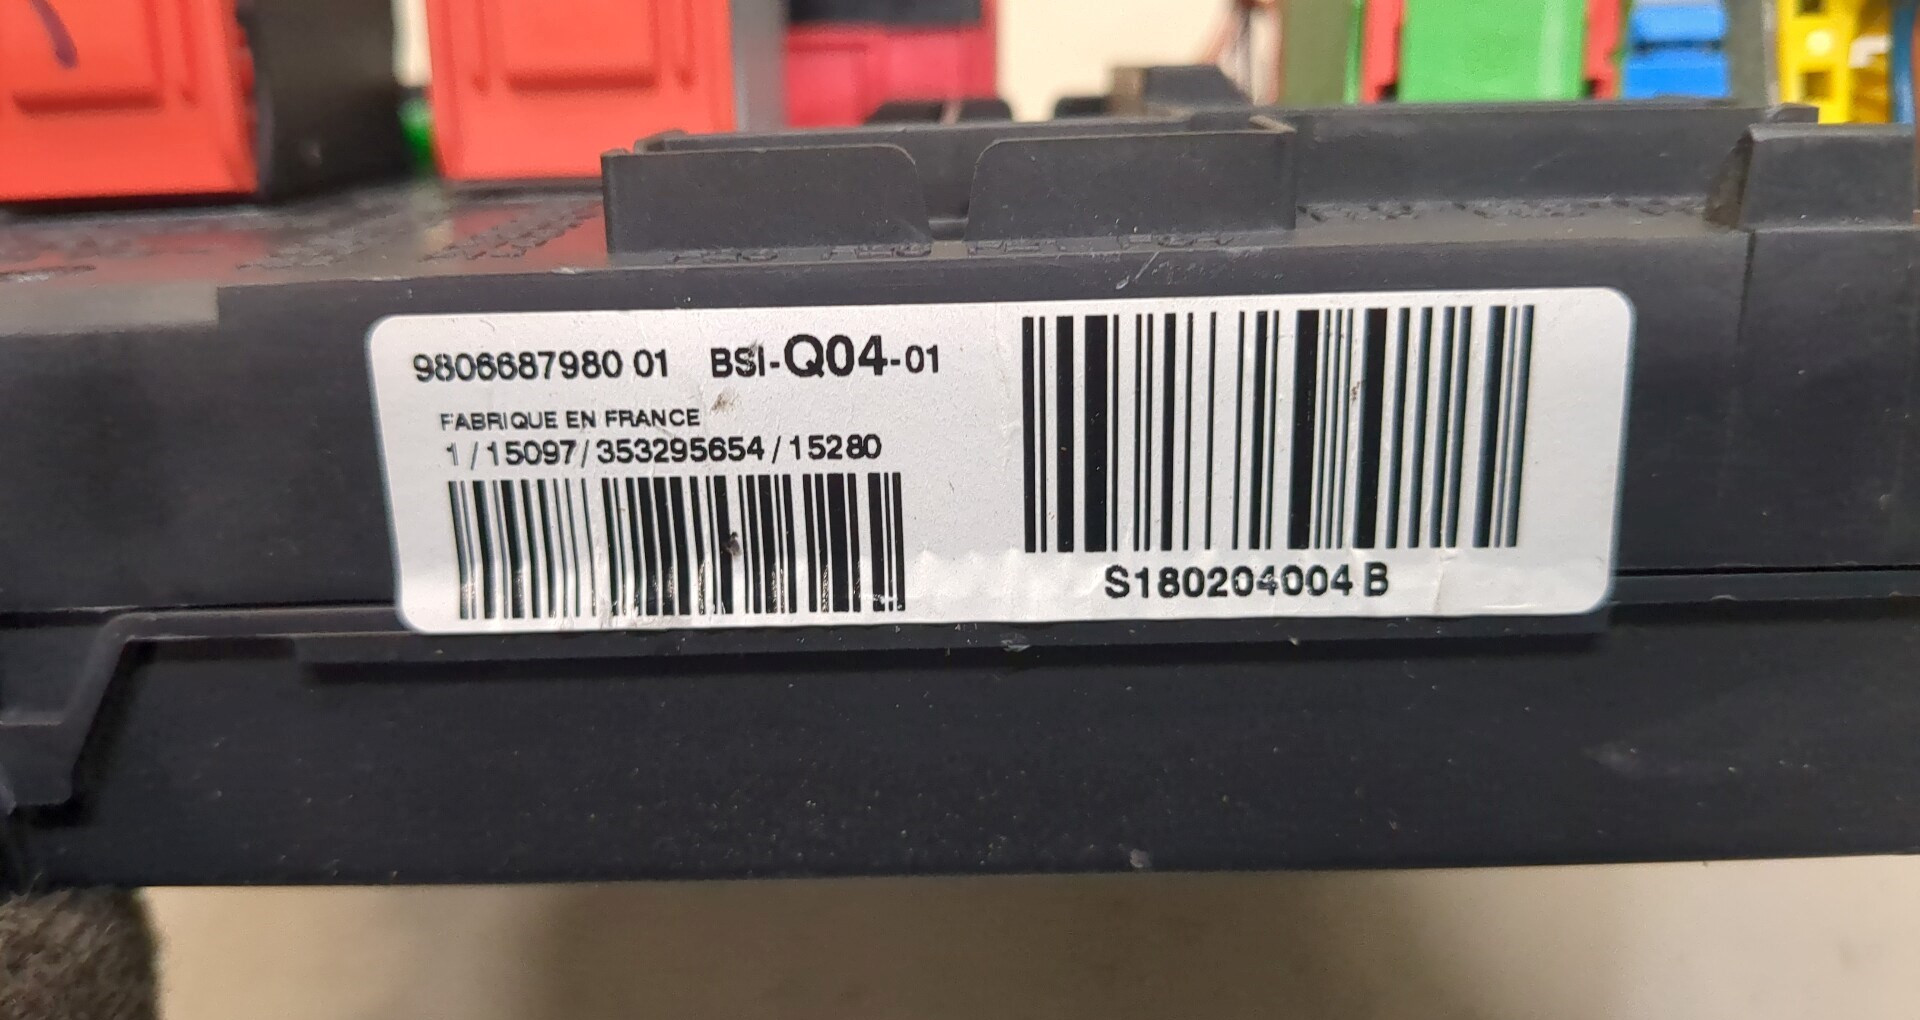 9806687980 01 BSI-Q04-01
FABRIQUE EN FRANCE
1/15097/353295654/15280
S180204004 B